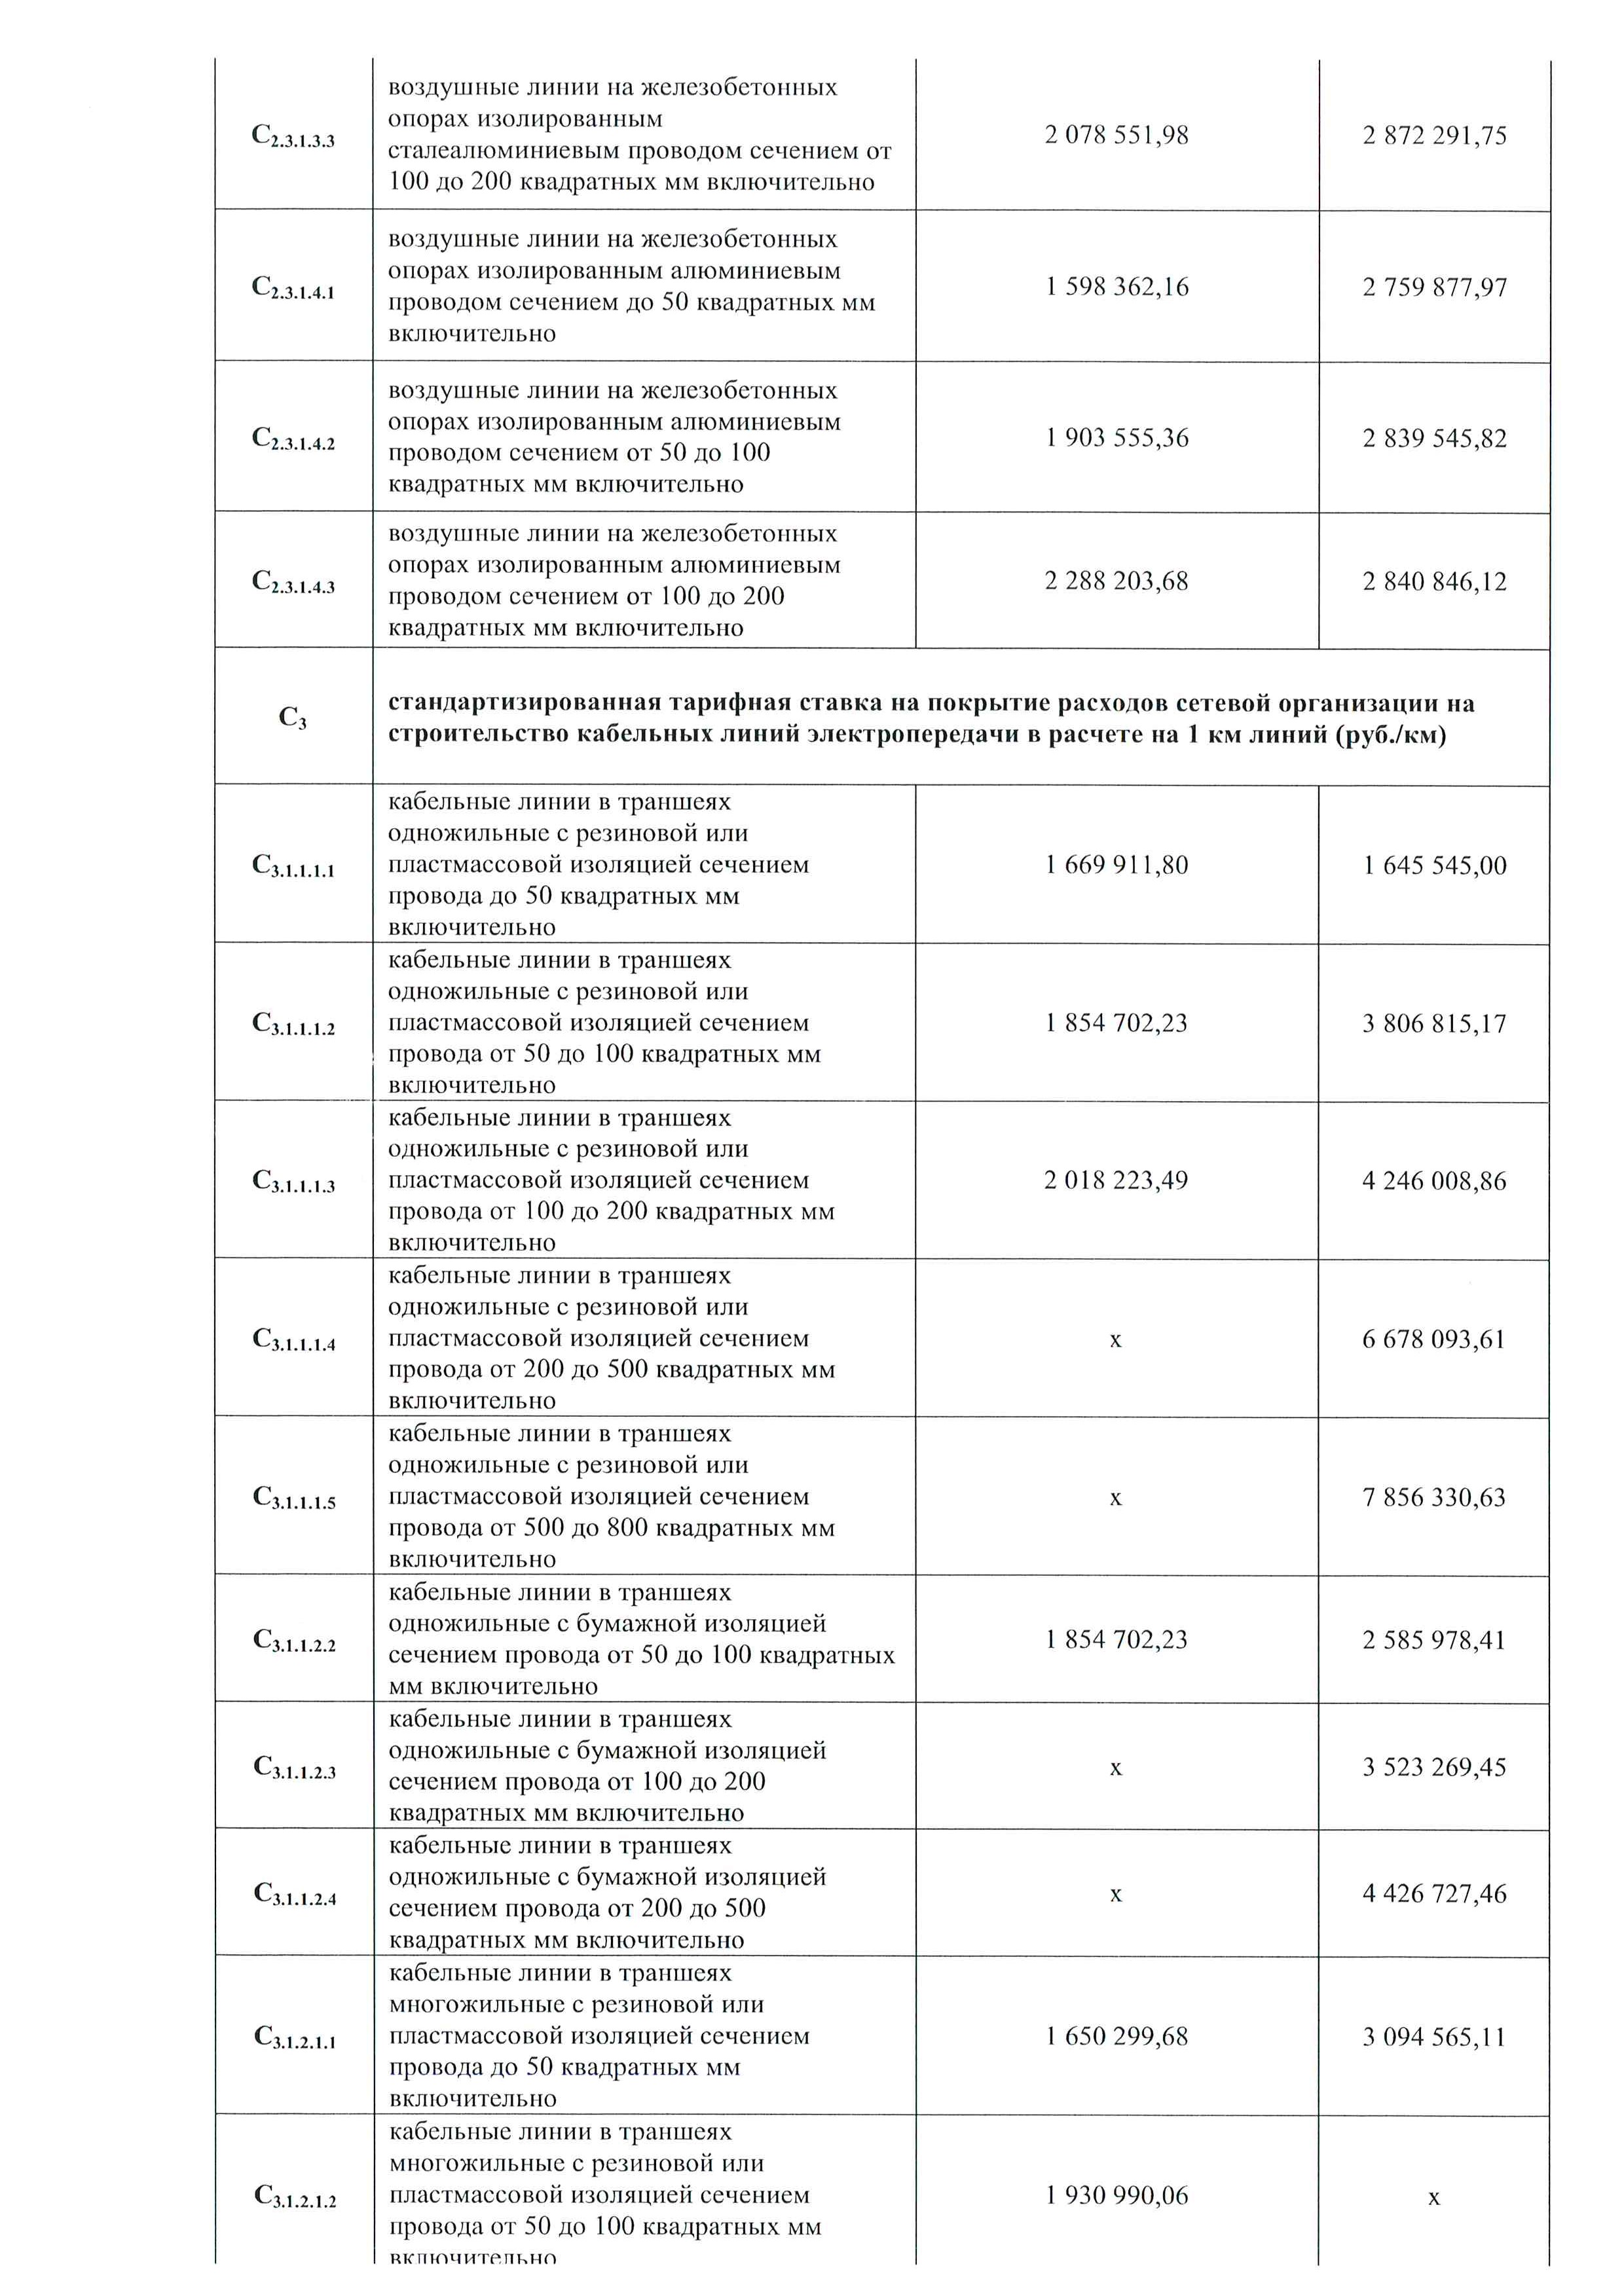 C2.3.1.3.3
воздушные линии на железобетонных
опорах изолированным
сталеалюминиевым проводом сечением от
100 до 200 квадратных мм включительно
2 078 551,98
2 872 291,75
C2.3.1.4.1
воздушные линии на железобетонных
опорах изолированным алюминиевым
проводом сечением до 50 квадратных мм
включительно
1 598 362,16
2 759 877,97
C2.3.1.4.2
воздушные линии на железобетонных
опорах изолированным алюминиевым
проводом сечением от 50 до 100
квадратных мм включительно
1 903 555,36
2 839 545,82
C2.3.1.4.3
воздушные линии на железобетонных
опорах изолированным алюминиевым
проводом сечением от 100 до 200
квадратных мм включительно
2 288 203,68
2 840 846,12
C3
стандартизированная тарифная ставка на покрытие расходов сетевой организации на
строительство кабельных линий электропередачи в расчете на 1 км линий (руб./км)
C3.1.1.1.1
кабельные линии в траншеях
одножильные с резиновой или
пластмассовой изоляцией сечением
провода до 50 квадратных мм
включительно
1 669 911,80
1 645 545,00
C3.1.1.1.2
кабельные линии в траншеях
одножильные с резиновой или
пластмассовой изоляцией сечением
провода от 50 до 100 квадратных мм
включительно
1 854 702,23
3 806 815,17
C3.1.1.1.3
кабельные линии в траншеях
одножильные с резиновой или
пластмассовой изоляцией сечением
провода от 100 до 200 квадратных мм
включительно
2 018 223,49
4 246 008,86
C3.1.1.1.4
кабельные линии в траншеях
одножильные с резиновой или
пластмассовой изоляцией сечением
провода от 200 до 500 квадратных мм
включительно
х
6 678 093,61
C3.1.1.1.5
кабельные линии в траншеях
одножильные с резиновой или
пластмассовой изоляцией сечением
провода от 500 до 800 квадратных мм
включительно
х
7 856 330,63
C3.1.1.2.2
кабельные линии в траншеях
одножильные с бумажной изоляцией
сечением провода от 50 до 100 квадратных
мм включительно
1 854 702,23
2 585 978,41
C3.1.1.2.3
кабельные линии в траншеях
одножильные с бумажной изоляцией
сечением провода от 100 до 200
квадратных мм включительно
х
3 523 269,45
C3.1.1.2.4
кабельные линии в траншеях
одножильные с бумажной изоляцией
сечением провода от 200 до 500
квадратных мм включительно
х
4 426 727,46
C3.1.2.1.1
кабельные линии в траншеях
многожильные с резиновой или
пластмассовой изоляцией сечением
провода до 50 квадратных мм
включительно
1 650 299,68
3 094 565,11
C3.1.2.1.2
кабельные линии в траншеях
многожильные с резиновой или
пластмассовой изоляцией сечением
провода от 50 до 100 квадратных мм
включительно
1 930 990,06
х